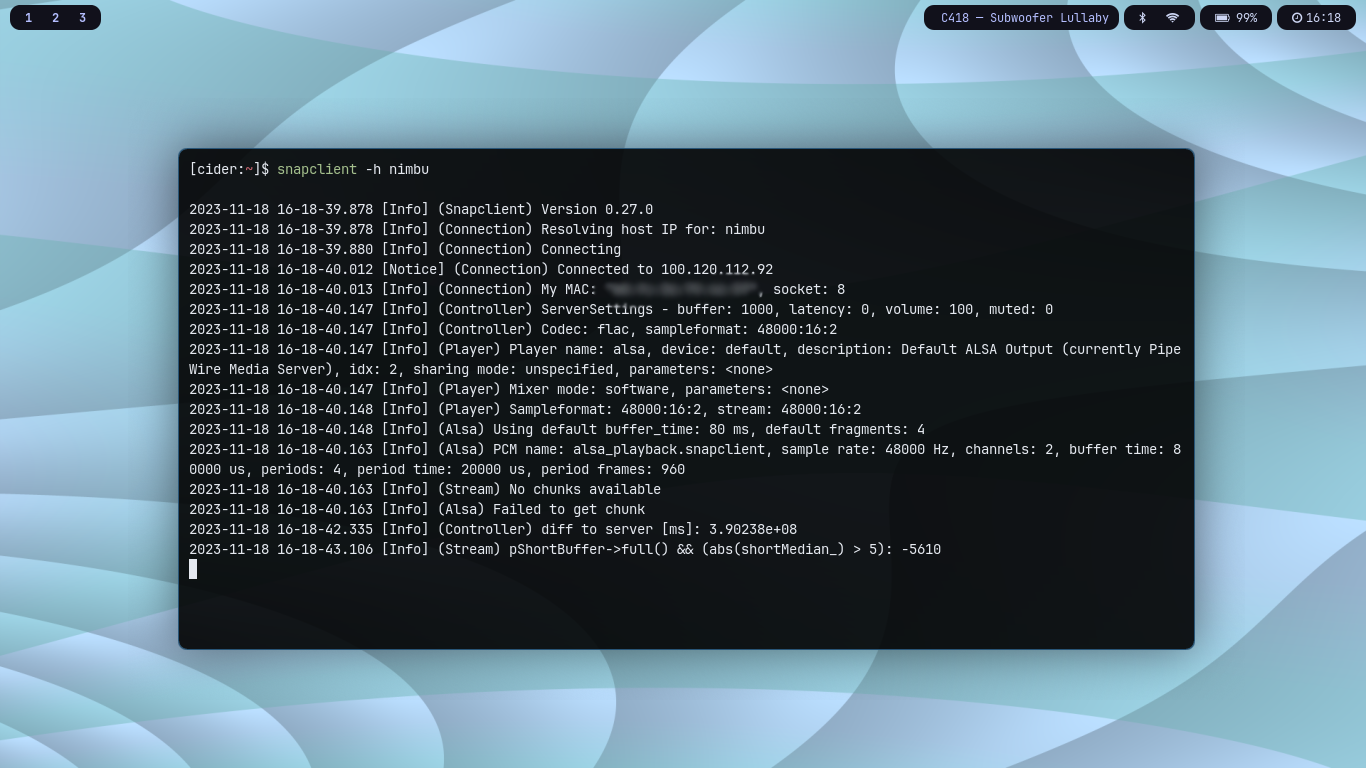 1 2 3
C418 — Subwoofer Lullaby
99%
16:18
[cider:~]$ snapclient -h nimbu
2023-11-18 16-18-39.878 [Info] (Snapclient) Version 0.27.0
2023-11-18 16-18-39.878 [Info] (Connection) Resolving host IP for: nimbu
2023-11-18 16-18-39.880 [Info] (Connection) Connecting
2023-11-18 16-18-40.012 [Notice] (Connection) Connected to 100.120.112.92
2023-11-18 16-18-40.013 [Info] (Connection) My MAC: , socket: 8
2023-11-18 16-18-40.147 [Info] (Controller) ServerSettings - buffer: 1000, latency: 0, volume: 100, muted: 0
2023-11-18 16-18-40.147 [Info] (Controller) Codec: flac, sampleformat: 48000:16:2
2023-11-18 16-18-40.147 [Info] (Player) Player name: alsa, device: default, description: Default ALSA Output (currently Pipe
Wire Media Server), idx: 2, sharing mode: unspecified, parameters: <none>
2023-11-18 16-18-40.147 [Info] (Player) Mixer mode: software, parameters: <none>
2023-11-18 16-18-40.148 [Info] (Player) Sampleformat: 48000:16:2, stream: 48000:16:2
2023-11-18 16-18-40.148 [Info] (Alsa) Using default buffer_time: 80 ms, default fragments: 4
2023-11-18 16-18-40.163 [Info] (Alsa) PCM name: alsa_playback.snapclient, sample rate: 48000 Hz, channels: 2, buffer time: 8
0000 us, periods: 4, period time: 20000 us, period frames: 960
2023-11-18 16-18-40.163 [Info] (Stream) No chunks available
2023-11-18 16-18-40.163 [Info] (Alsa) Failed to get chunk
2023-11-18 16-18-42.335 [Info] (Controller) diff to server [ms]: 3.90238e+08
2023-11-18 16-18-43.106 [Info] (Stream) pShortBuffer->full() && (abs(shortMedian_) > 5): -5610